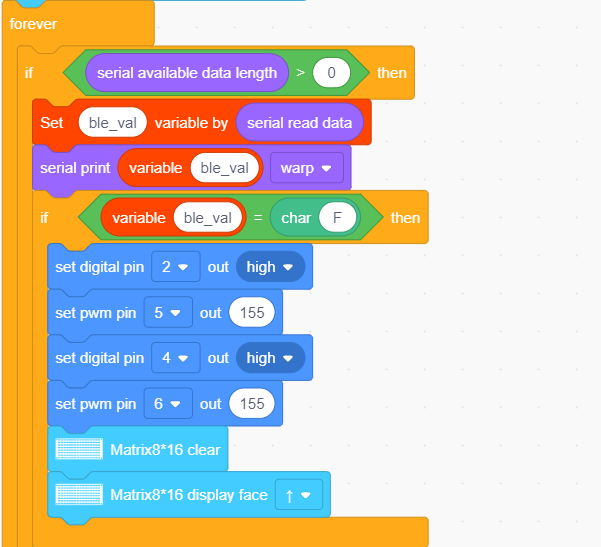 forever
if serial available data length > 0 then
Set ble_val variable by serial read data
serial print variable ble_val warp
if variable ble_val = char F then
set digital pin 2 out high
set pwm pin 5 out 155
set digital pin 4 out high
set pwm pin 6 out 155
Matrix8*16 clear
Matrix8*16 display face ↑